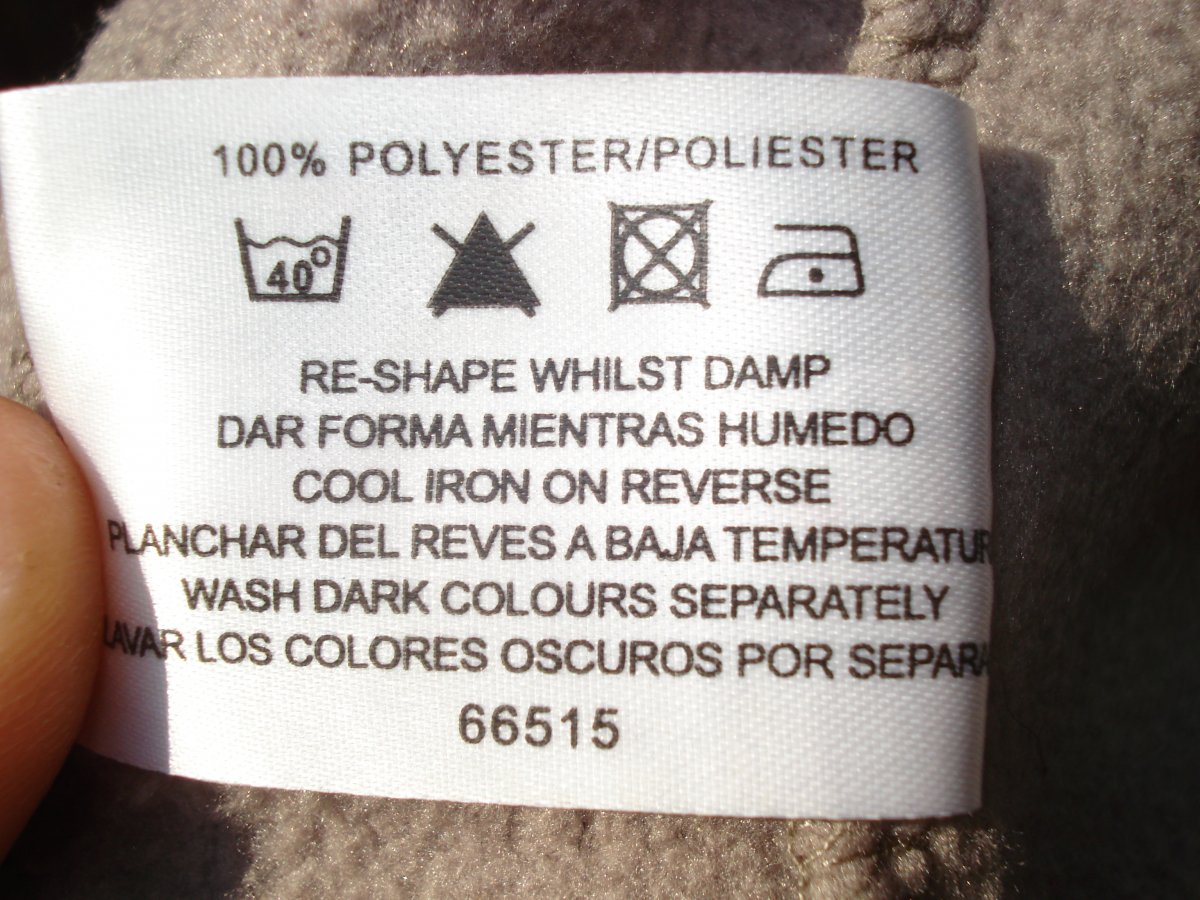 100% POLYESTER/POLIESTER
40°
RE-SHAPE WHILST DAMP
DAR FORMA MIENTRAS HUMEDO
COOL IRON ON REVERSE
PLANCHAR DEL REVES A BAJA TEMPERATUR
WASH DARK COLOURS SEPARATELY
LAVAR LOS COLORES OSCUROS POR SEPARA
66515